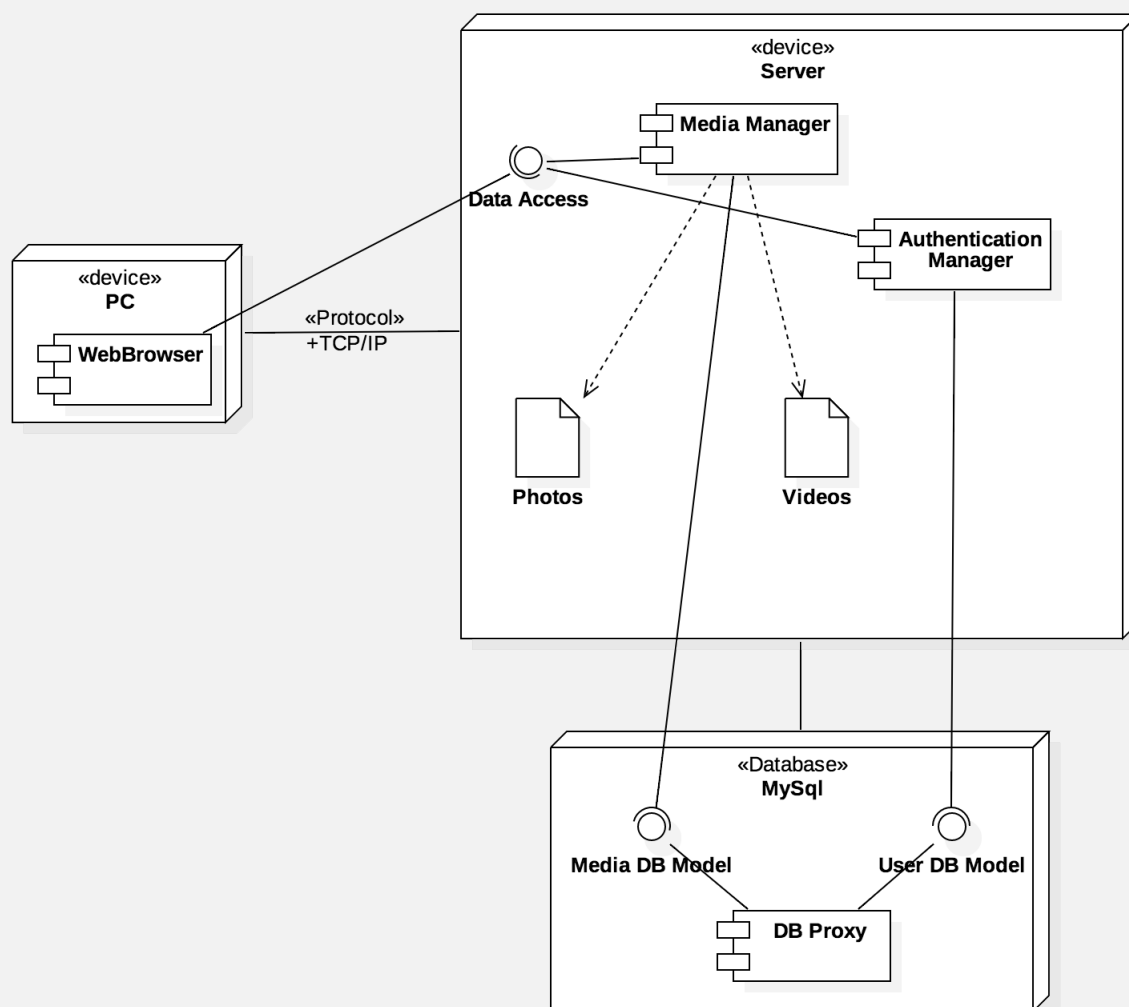 «device»
Server
Media Manager
Data Access
Authentication
Manager
«device»
PC
«Protocol»
+TCP/IP
WebBrowser
Photos
Videos
«Database»
MySql
Media DB Model
User DB Model
DB Proxy